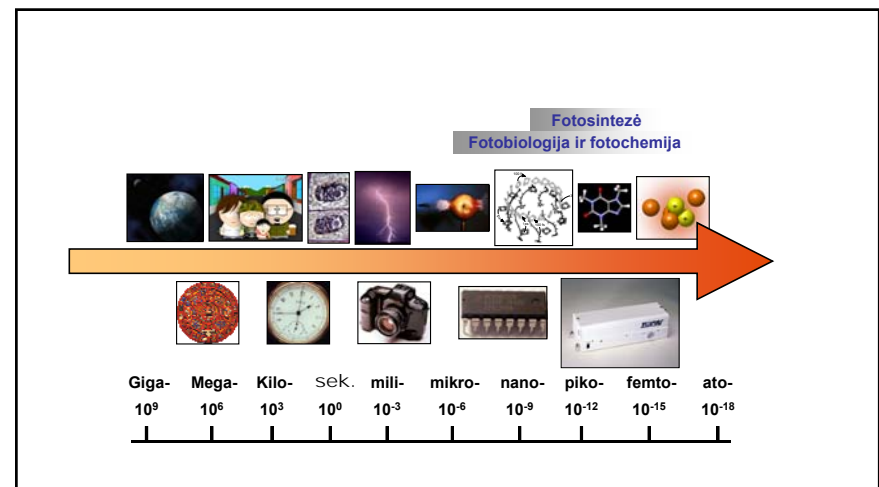 Fotosintezė
Fotobiologija ir fotochemija
Giga- Mega- Kilo- sek. mili- mikro- nano- piko- femto- ato-
10⁹ 10⁶ 10³ 10⁰ 10⁻³ 10⁻⁶ 10⁻⁹ 10⁻¹² 10⁻¹⁵ 10⁻¹⁸